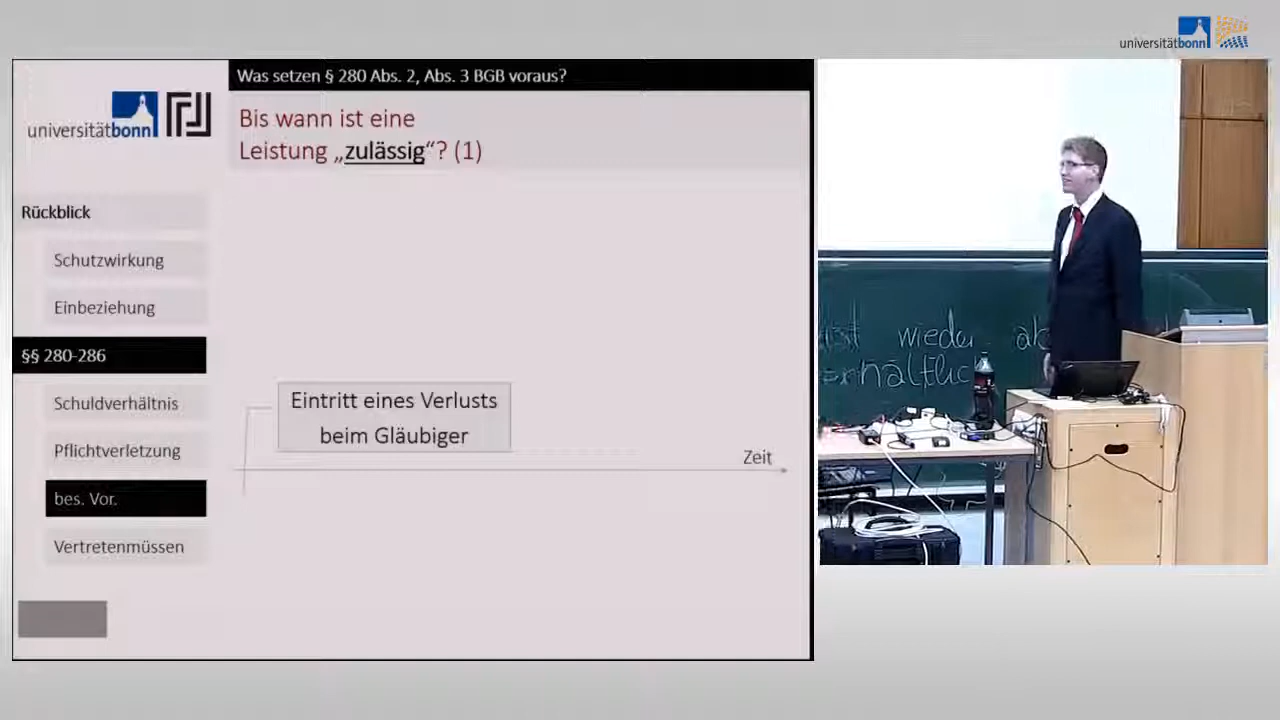 universitätbonn
universitätbonn
Was setzen § 280 Abs. 2, Abs. 3 BGB voraus?
Bis wann ist eine
Leistung „zulässig“? (1)
Rückblick
Schutzwirkung
Einbeziehung
§§ 280-286
Schuldverhältnis
Pflichtverletzung
bes. Vor.
Vertretenmüssen
Eintritt eines Verlusts
beim Gläubiger
Zeit
wieder